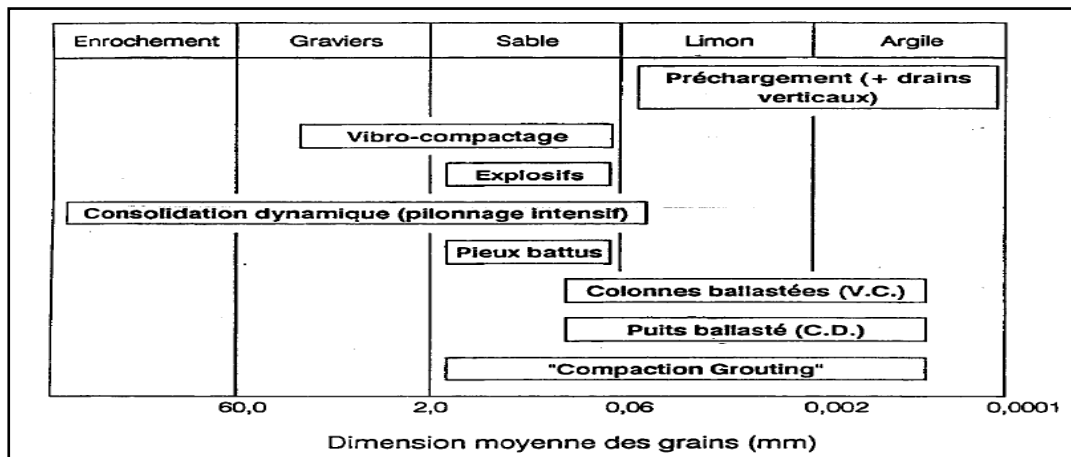 Enrochement Graviers Sable Limon Argile
Préchargement (+ drains
verticaux)
Vibro-compactage
Explosifs
Consolidation dynamique (pilonnage intensif)
Pieux battus
Colonnes ballastées (V.C.)
Puits ballasté (C.D.)
"Compaction Grouting"
60,0 2,0 0,06 0,002 0,0001
Dimension moyenne des grains (mm)